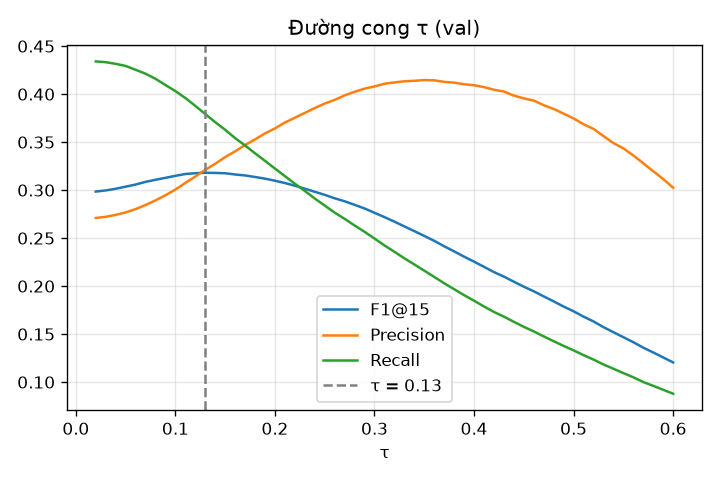 Đường cong τ (val)
0.45
0.40
0.35
0.30
0.25
0.20
0.15
0.10
F1@15
Precision
Recall
τ = 0.13
0.0 0.1 0.2 0.3 0.4 0.5 0.6
τ